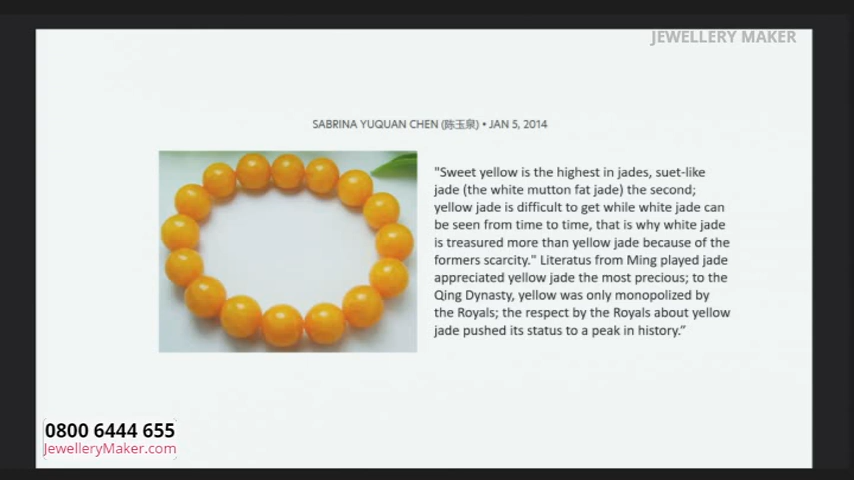 JEWELLERY MAKER
SABRINA YUQUAN CHEN (陈玉泉) • JAN 5, 2014
"Sweet yellow is the highest in jades, suet-like
jade (the white mutton fat jade) the second;
yellow jade is difficult to get while white jade can
be seen from time to time, that is why white jade
is treasured more than yellow jade because of the
formers scarcity." Literatus from Ming played jade
appreciated yellow jade the most precious; to the
Qing Dynasty, yellow was only monopolized by
the Royals; the respect by the Royals about yellow
jade pushed its status to a peak in history.”
0800 6444 655
JewelleryMaker.com